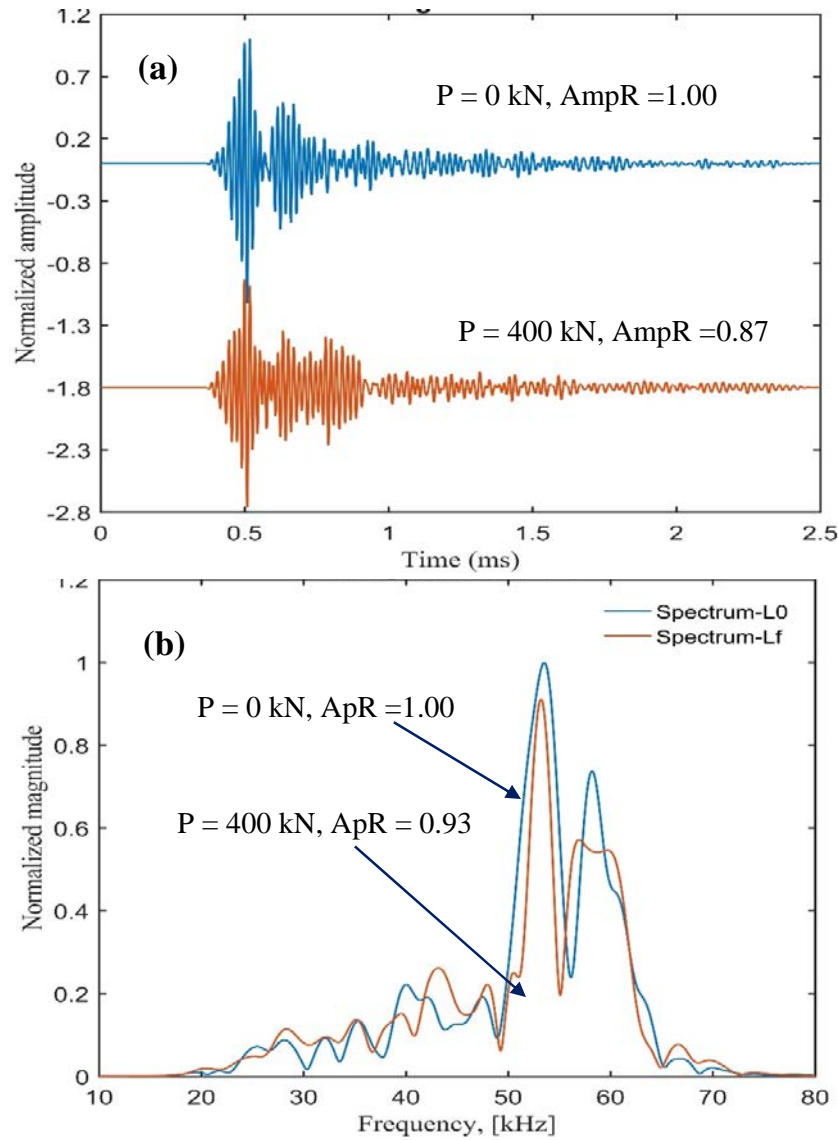 1.2
(a)
0.7
P = 0 kN, AmpR =1.00
0.2
-0.3
-0.8
Normalized amplitude
-1.3
P = 400 kN, AmpR =0.87
-1.8
-2.3
-2.8
0 0.5 1 1.5 2 2.5
Time (ms)
1.2
Spectrum-L0
Spectrum-Lf
(b)
1
P = 0 kN, ApR =1.00
0.8
P = 400 kN, ApR = 0.93
0.6
Normalized magnitude
0.4
0.2
0
10 20 30 40 50 60 70 80
Frequency, [kHz]